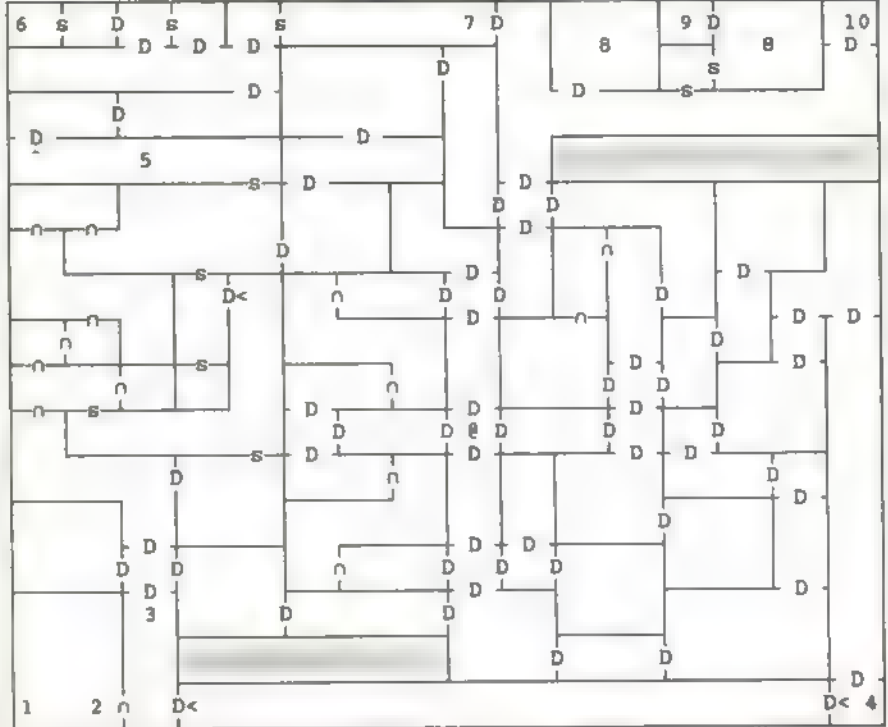 6 s D s s 7 D 9 D 10
D D D 8 8 D
D s
D D s
D
D D
5
s D D
D D
n n D
D n
s D
D< n D D D
n D n D D
n D
n s D D
n n D D
n s D D D
D D @ D D D
s D D D D
D n D
D
D
D D D
D D n D D D
D D D
3 D D
D D
D
1 2 n D< D< 4